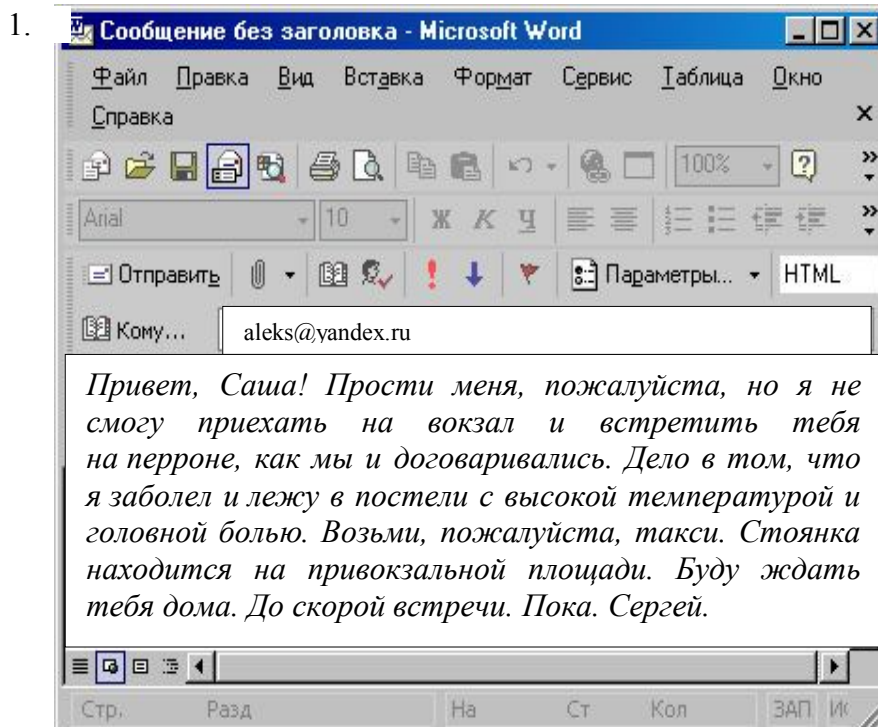 1.
Сообщение без заголовка - Microsoft Word
Файл Правка Вид Вставка Формат Сервис Таблица Окно
Справка
100%
Arial 10 Ж К Ч
Отправить Параметры... HTML
Кому... aleks@yandex.ru
Привет, Саша! Прости меня, пожалуйста, но я не
смогу приехать на вокзал и встретить тебя
на перроне, как мы и договаривались. Дело в том, что
я заболел и лежу в постели с высокой температурой и
головной болью. Возьми, пожалуйста, такси. Стоянка
находится на привокзальной площади. Буду ждать
тебя дома. До скорой встречи. Пока. Сергей.
Стр. Разд На Ст Кол ЗАП